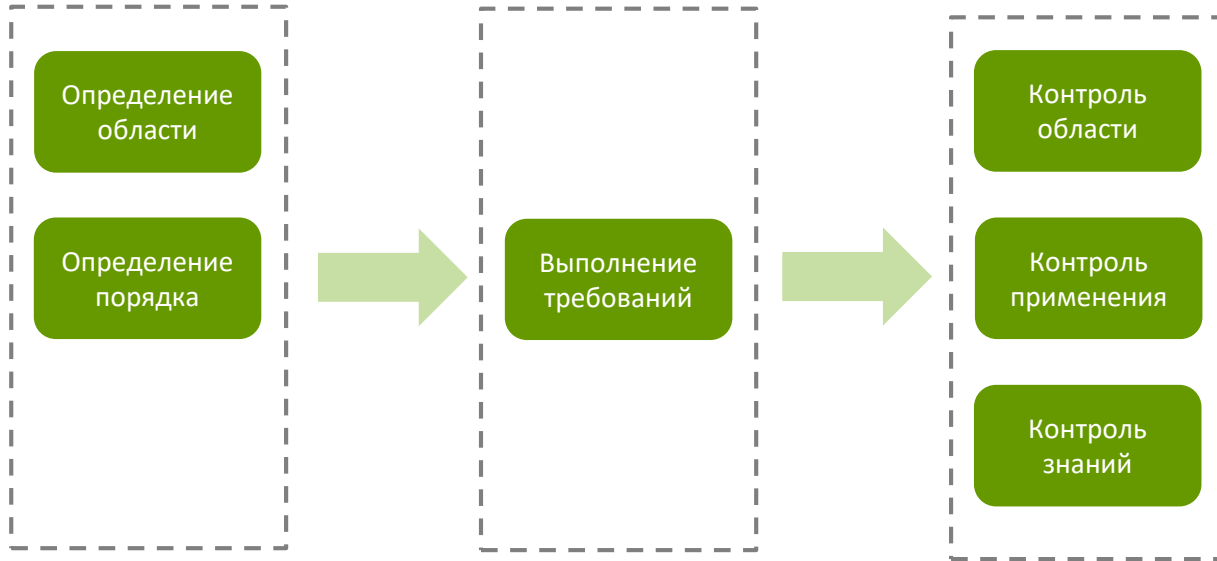 Определение
области
Определение
порядка
Выполнение
требований
Контроль
области
Контроль
применения
Контроль
знаний